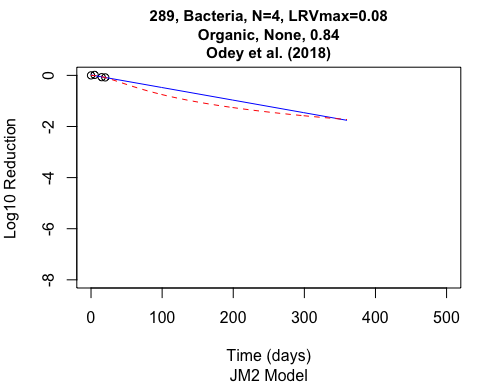 289, Bacteria, N=4, LRVmax=0.08
Organic, None, 0.84
Odey et al. (2018)
Log10 Reduction
0
-2
-4
-6
-8
0 100 200 300 400 500
Time (days)
JM2 Model